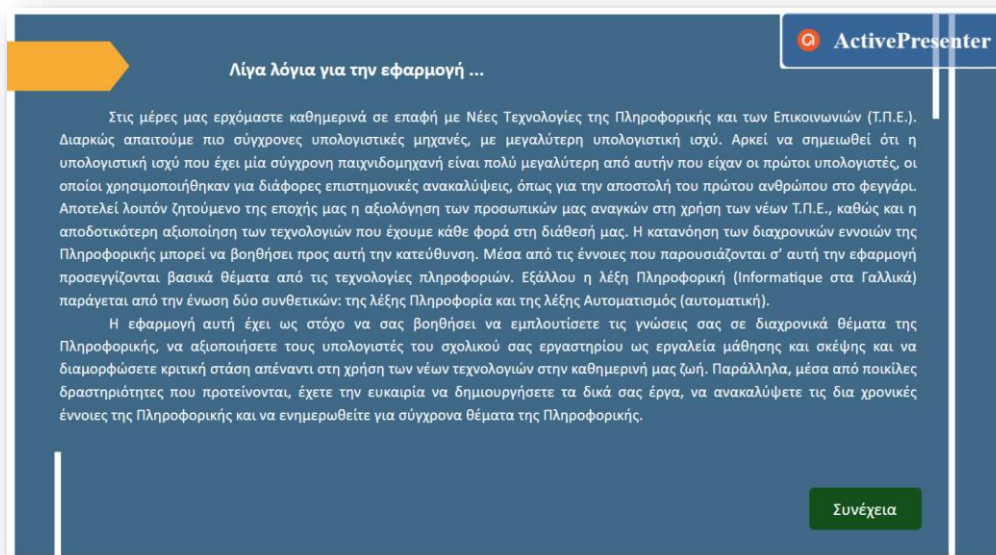 ActivePresenter
Λίγα λόγια για την εφαρμογή ...
Στις μέρες μας ερχόμαστε καθημερινά σε επαφή με Νέες Τεχνολογίες της Πληροφορικής και των Επικοινωνιών (Τ.Π.Ε.).
Διαρκώς απαιτούμε πιο σύγχρονες υπολογιστικές μηχανές, με μεγαλύτερη υπολογιστική ισχύ. Αρκεί να σημειωθεί ότι η
υπολογιστική ισχύ που έχει μία σύγχρονη παιχνιδομηχανή είναι πολύ μεγαλύτερη από αυτήν που είχαν οι πρώτοι υπολογιστές, οι
οποίοι χρησιμοποιήθηκαν για διάφορες επιστημονικές ανακαλύψεις, όπως για την αποστολή του πρώτου ανθρώπου στο φεγγάρι.
Αποτελεί λοιπόν ζητούμενο της εποχής μας η αξιολόγηση των προσωπικών μας αναγκών στη χρήση των νέων Τ.Π.Ε., καθώς και η
αποδοτικότερη αξιοποίηση των τεχνολογιών που έχουμε κάθε φορά στη διάθεσή μας. Η κατανόηση των διαχρονικών εννοιών της
Πληροφορικής μπορεί να βοηθήσει προς αυτή την κατεύθυνση. Μέσα από τις έννοιες που παρουσιάζονται σ’ αυτή την εφαρμογή
προσεγγίζονται βασικά θέματα από τις τεχνολογίες πληροφοριών. Εξάλλου η λέξη Πληροφορική (Informatique στα Γαλλικά)
παράγεται από την ένωση δύο συνθετικών: της λέξης Πληροφορία και της λέξης Αυτοματισμός (αυτοματική).
Η εφαρμογή αυτή έχει ως στόχο να σας βοηθήσει να εμπλουτίσετε τις γνώσεις σας σε διαχρονικά θέματα της
Πληροφορικής, να αξιοποιήσετε τους υπολογιστές του σχολικού σας εργαστηρίου ως εργαλεία μάθησης και σκέψης και να
διαμορφώσετε κριτική στάση απέναντι στη χρήση των νέων τεχνολογιών στην καθημερινή μας ζωή. Παράλληλα, μέσα από ποικίλες
δραστηριότητες που προτείνονται, έχετε την ευκαιρία να δημιουργήσετε τα δικά σας έργα, να ανακαλύψετε τις δια χρονικές
έννοιες της Πληροφορικής και να ενημερωθείτε για σύγχρονα θέματα της Πληροφορικής.
Συνέχεια